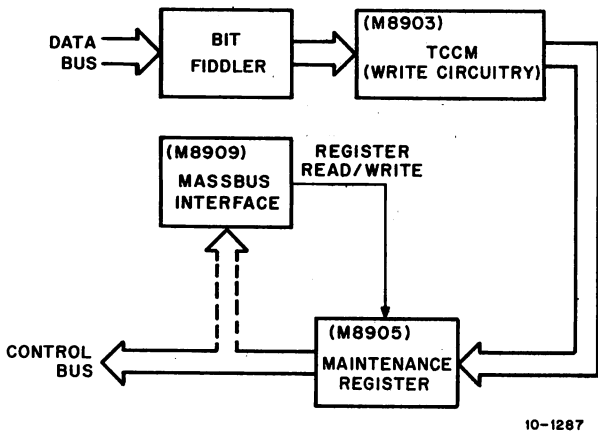 DATA
BUS
BIT
FIDDLER
(M8903)
TCCM
(WRITE CIRCUITRY)
(M8909)
MASSBUS
INTERFACE
REGISTER
READ/WRITE
CONTROL
BUS
(M8905)
MAINTENANCE
REGISTER
10-1287